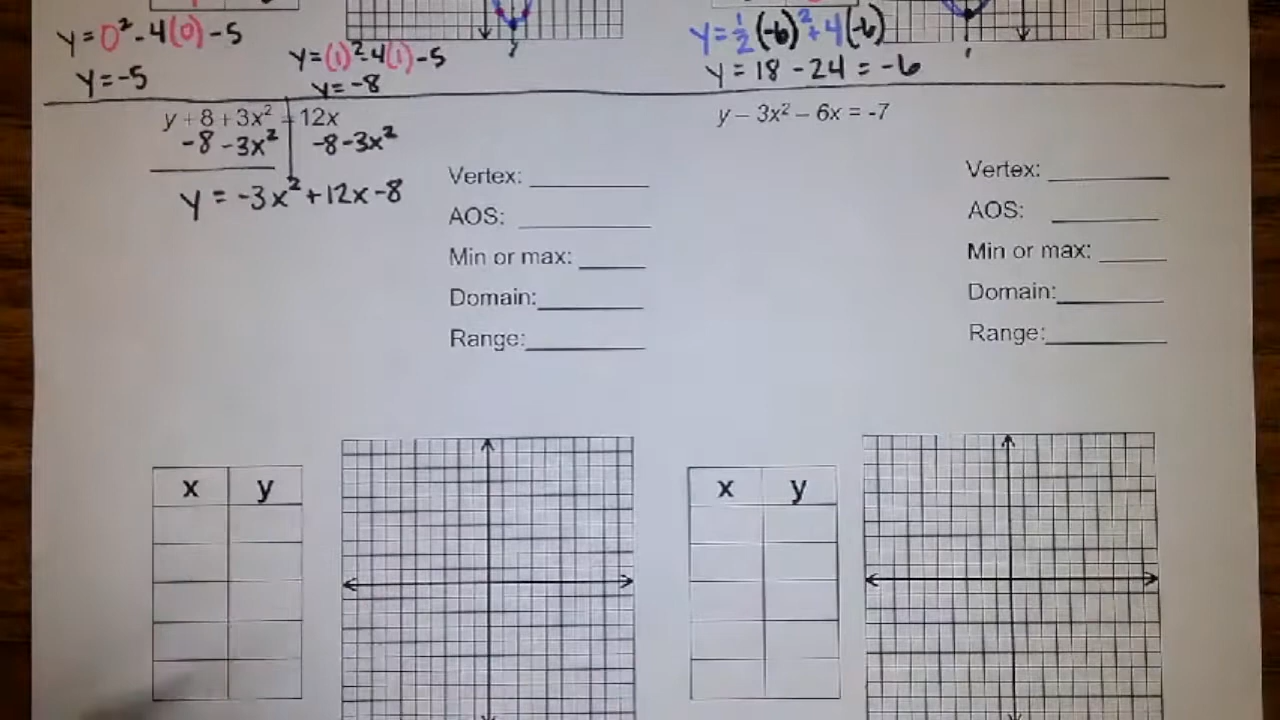 y = 0² - 4(0) - 5
y = -5
y = (1)² - 4(1) - 5
y = -8
y = ½(-6)² + 4(-6)
y = 18 - 24 = -6
y + 8 + 3x² = 12x
-8 -3x² -8 -3x²
y = -3x² + 12x - 8
Vertex:
AOS:
Min or max:
Domain:
Range:
x y
y – 3x² – 6x = -7
Vertex:
AOS:
Min or max:
Domain:
Range:
x y